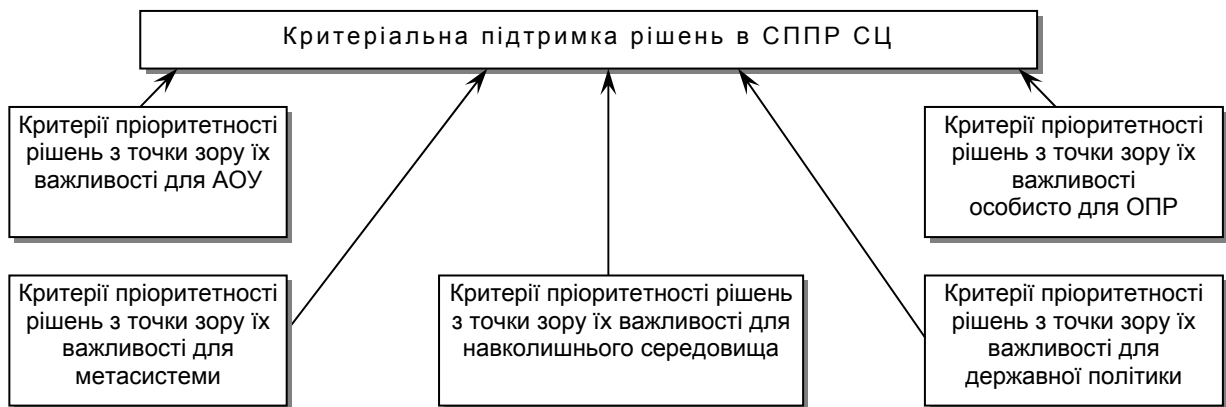 Критеріальна підтримка рішень в СППР СЦ
Критерії пріоритетності
рішень з точки зору їх
важливості для АОУ
Критерії пріоритетності
рішень з точки зору їх
важливості
особисто для ОПР
Критерії пріоритетності
рішень з точки зору їх
важливості для
метасистеми
Критерії пріоритетності рішень
з точки зору їх важливості для
навколишнього середовища
Критерії пріоритетності
рішень з точки зору їх
важливості для
державної політики